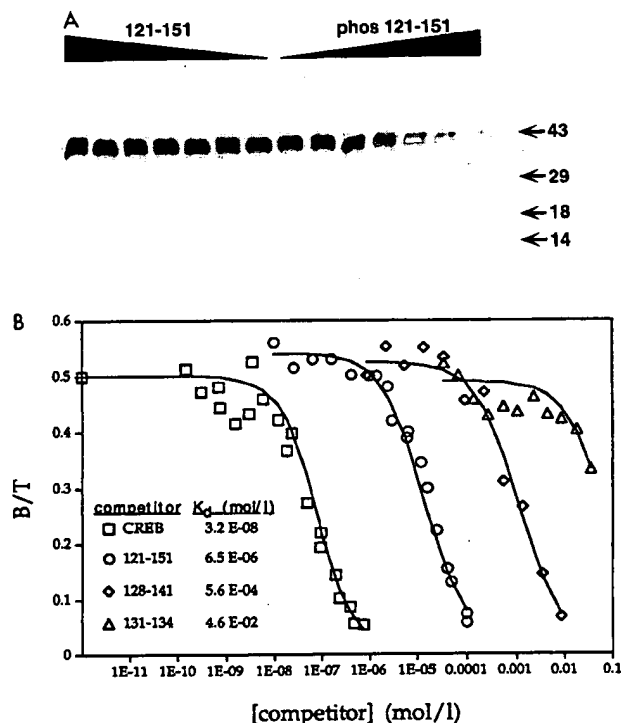 A
121-151
phos 121-151
43
29
18
14
B
0.6
0.5
0.4
0.3
0.2
0.1
0
B/T
competitor Kd (mol/l)
CREB 3.2 E-08
121-151 6.5 E-06
128-141 5.6 E-04
131-134 4.6 E-02
1E-11 1E-10 1E-09 1E-08 1E-07 1E-06 1E-05 0.0001 0.001 0.01 0.1
[competitor] (mol/l)